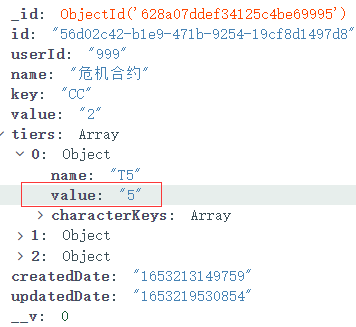 _id: ObjectId('628a07ddef34125c4be69995')
id: "56d02c42-b1e9-471b-9254-19cf8d1497d8"
userId: "999"
name: "危机合约"
key: "CC"
value: "2"
tiers: Array
0: Object
name: "T5"
value: "5"
characterKeys: Array
1: Object
2: Object
createdDate: "1653213149759"
updatedDate: "1653219530854"
__v: 0